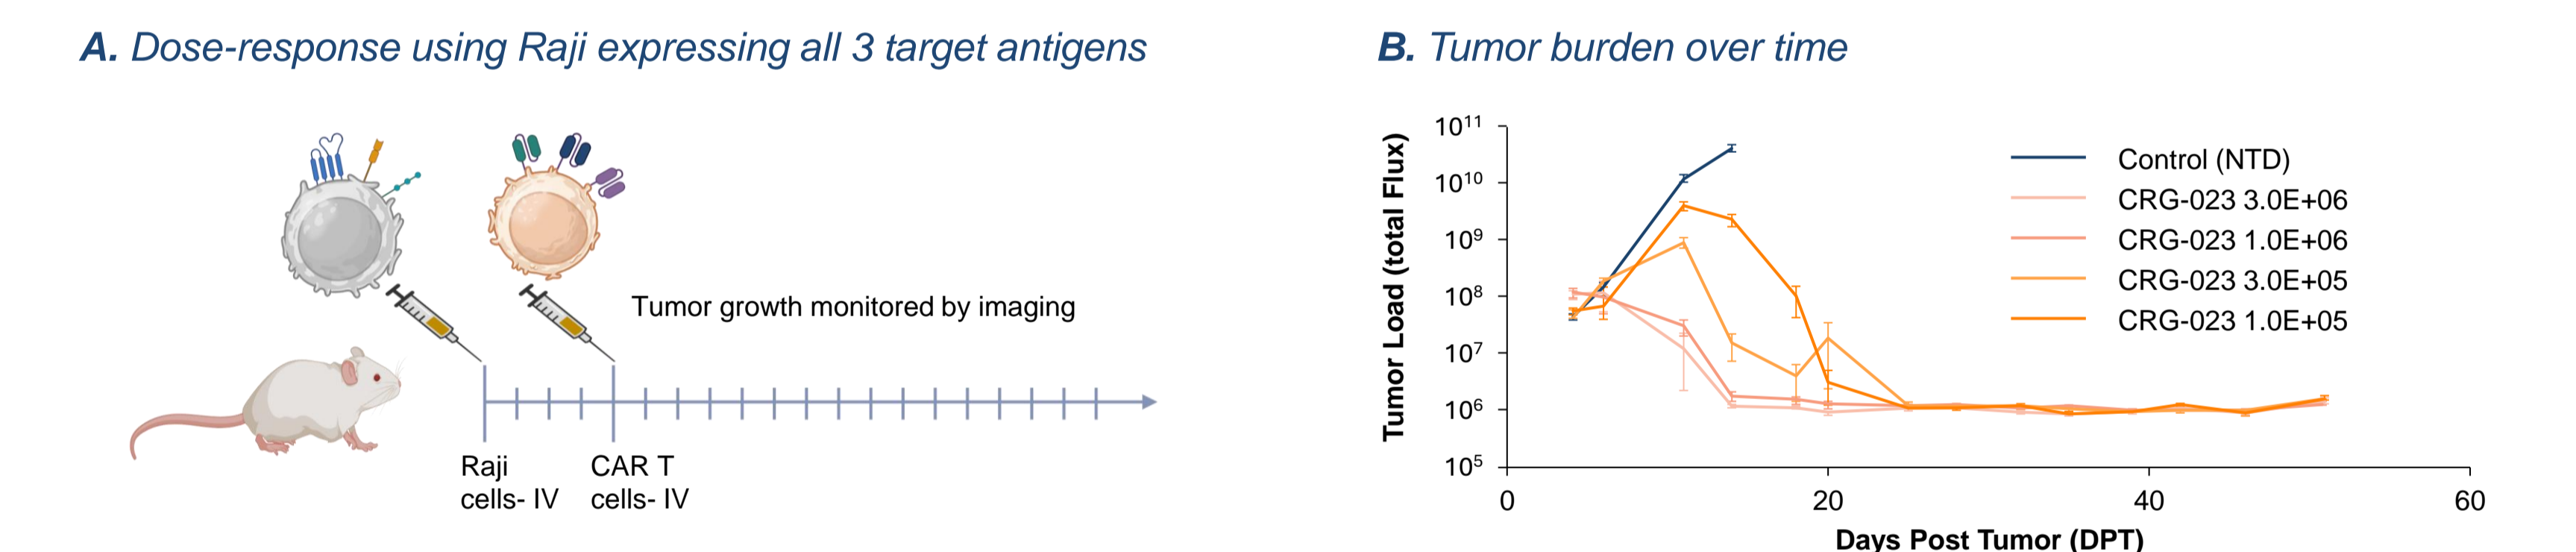 A. Dose-response using Raji expressing all 3 target antigens
Tumor growth monitored by imaging
Raji
cells- IV
CAR T
cells- IV
B. Tumor burden over time
Tumor Load (total Flux)
10¹¹
10¹⁰
10⁹
10⁸
10⁷
10⁶
10⁵
0
20
40
60
Days Post Tumor (DPT)
Control (NTD)
CRG-023 3.0E+06
CRG-023 1.0E+06
CRG-023 3.0E+05
CRG-023 1.0E+05